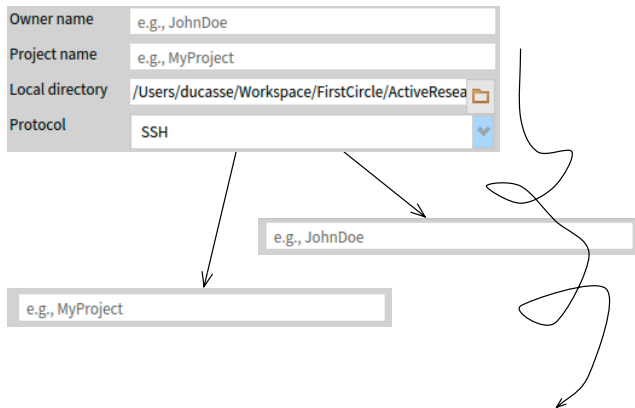 Owner name e.g., JohnDoe
Project name e.g., MyProject
Local directory /Users/ducasse/Workspace/FirstCircle/ActiveResea
Protocol SSH
e.g., JohnDoe
e.g., MyProject